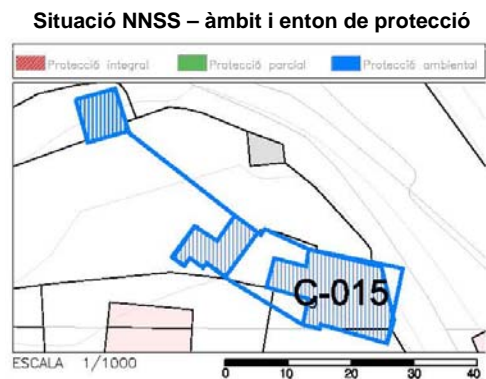 Situació NNSS – àmbit i enton de protecció
Protecció integral Protecció parcial Protecció ambiental
C-015
ESCALA 1/1000
0 10 20 30 40